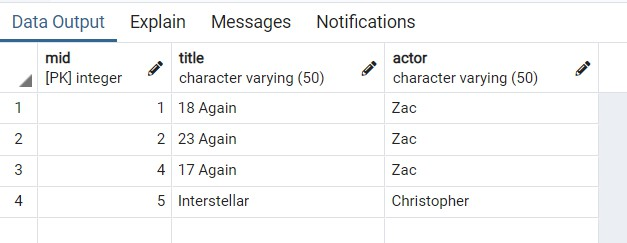 Data Output Explain Messages Notifications
mid title actor
[PK] integer character varying (50) character varying (50)
1 1 18 Again Zac
2 2 23 Again Zac
3 4 17 Again Zac
4 5 Interstellar Christopher